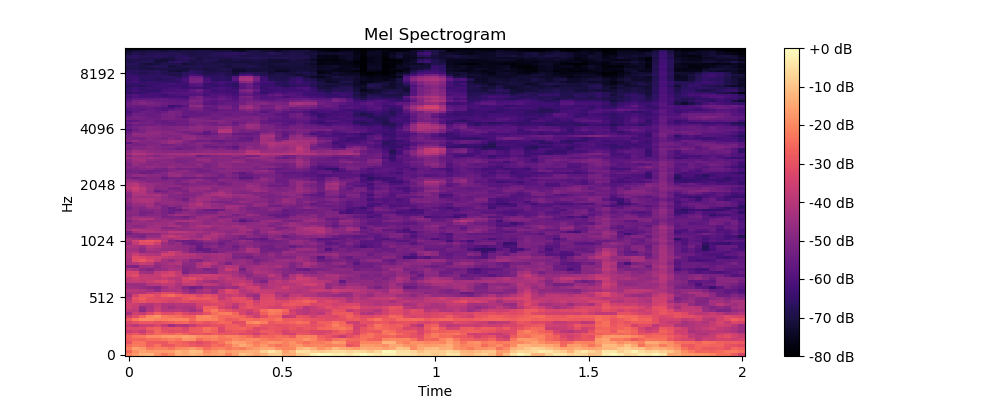 Mel Spectrogram
Hz
8192
4096
2048
1024
512
0
0 0.5 1 1.5 2
Time
+0 dB
-10 dB
-20 dB
-30 dB
-40 dB
-50 dB
-60 dB
-70 dB
-80 dB